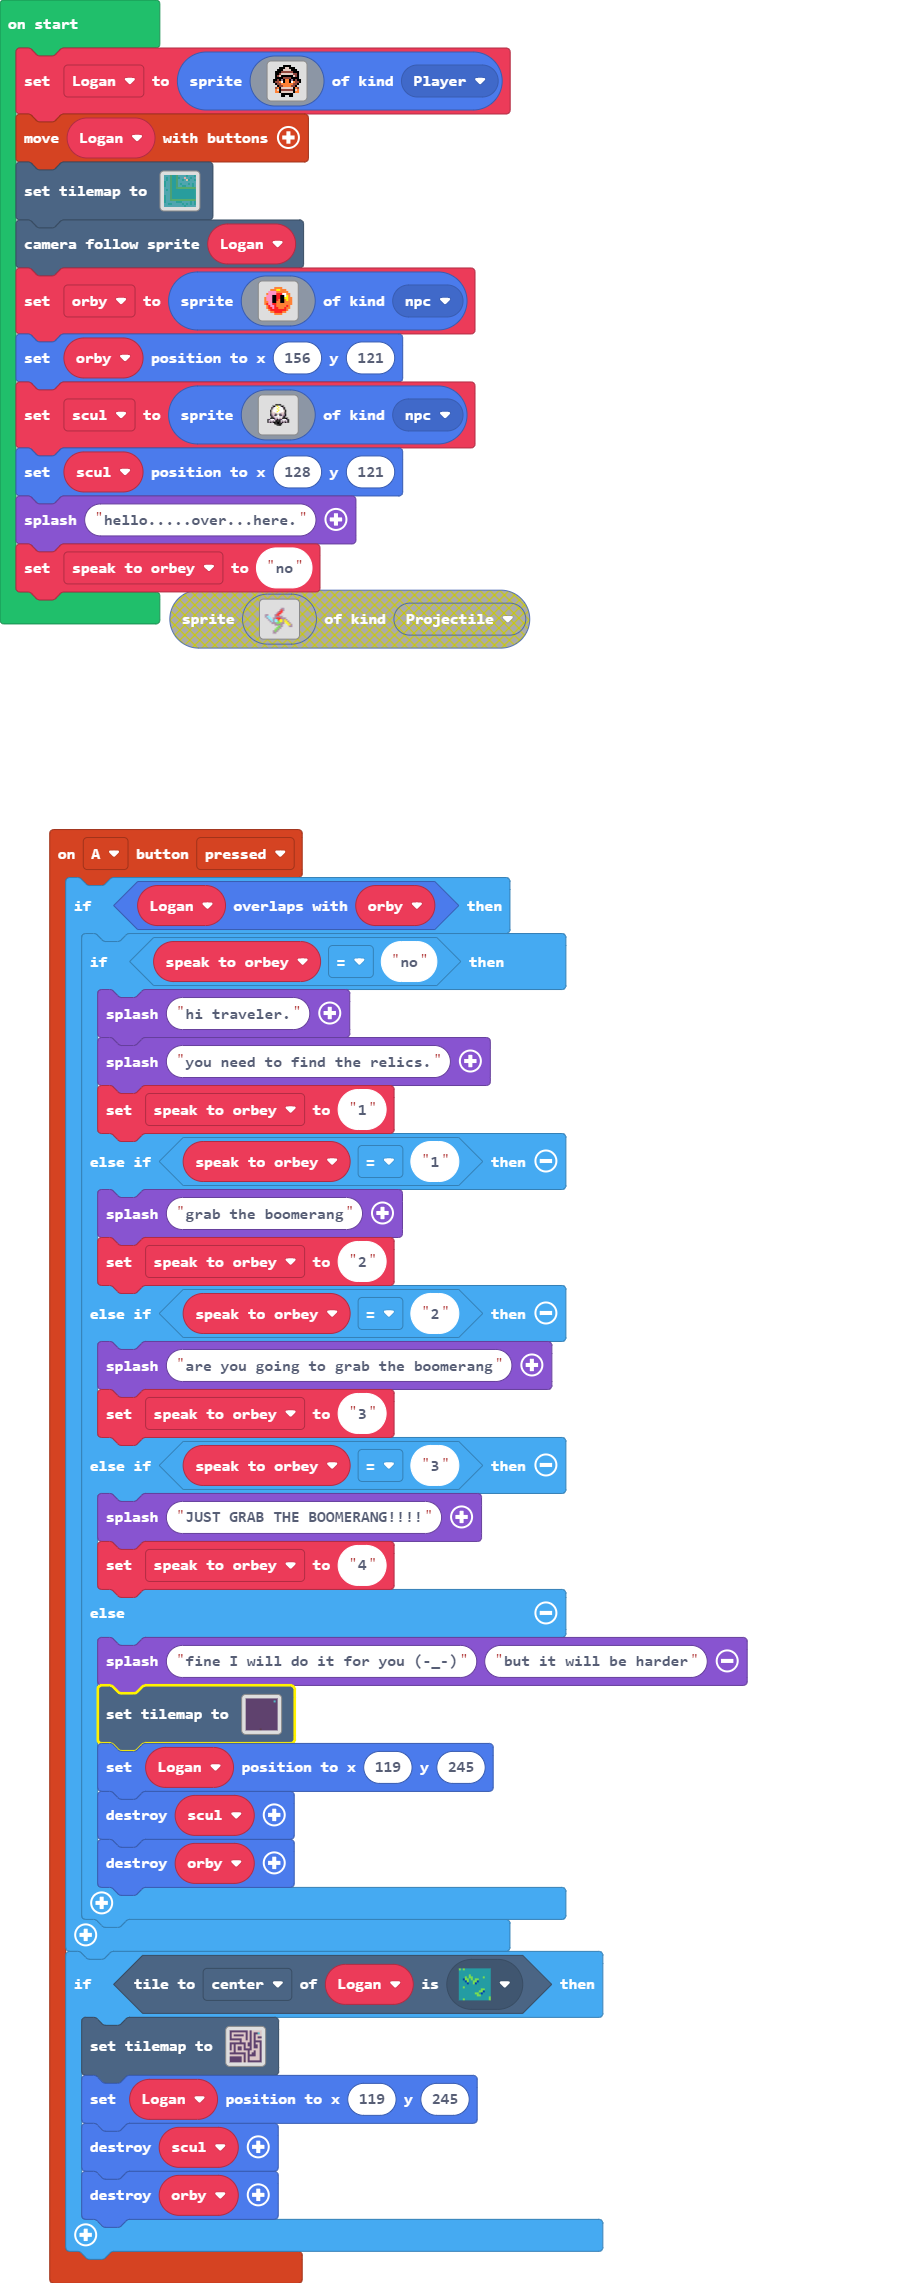 on start
set Logan to sprite of kind Player
move Logan with buttons
set tilemap to
camera follow sprite Logan
set orby to sprite of kind npc
set orby position to x 156 y 121
set scul to sprite of kind npc
set scul position to x 128 y 121
splash "hello.....over...here."
set speak to orbey to "no"
sprite of kind Projectile
on A button pressed
if Logan overlaps with orby then
if speak to orbey = "no" then
splash "hi traveler."
splash "you need to find the relics."
set speak to orbey to "1"
else if speak to orbey = "1" then
splash "grab the boomerang"
set speak to orbey to "2"
else if speak to orbey = "2" then
splash "are you going to grab the boomerang"
set speak to orbey to "3"
else if speak to orbey = "3" then
splash "JUST GRAB THE BOOMERANG!!!!"
set speak to orbey to "4"
else
splash "fine I will do it for you (-_-)" "but it will be harder"
set tilemap to
set Logan position to x 119 y 245
destroy scul
destroy orby
if tile to center of Logan is then
set tilemap to
set Logan position to x 119 y 245
destroy scul
destroy orby